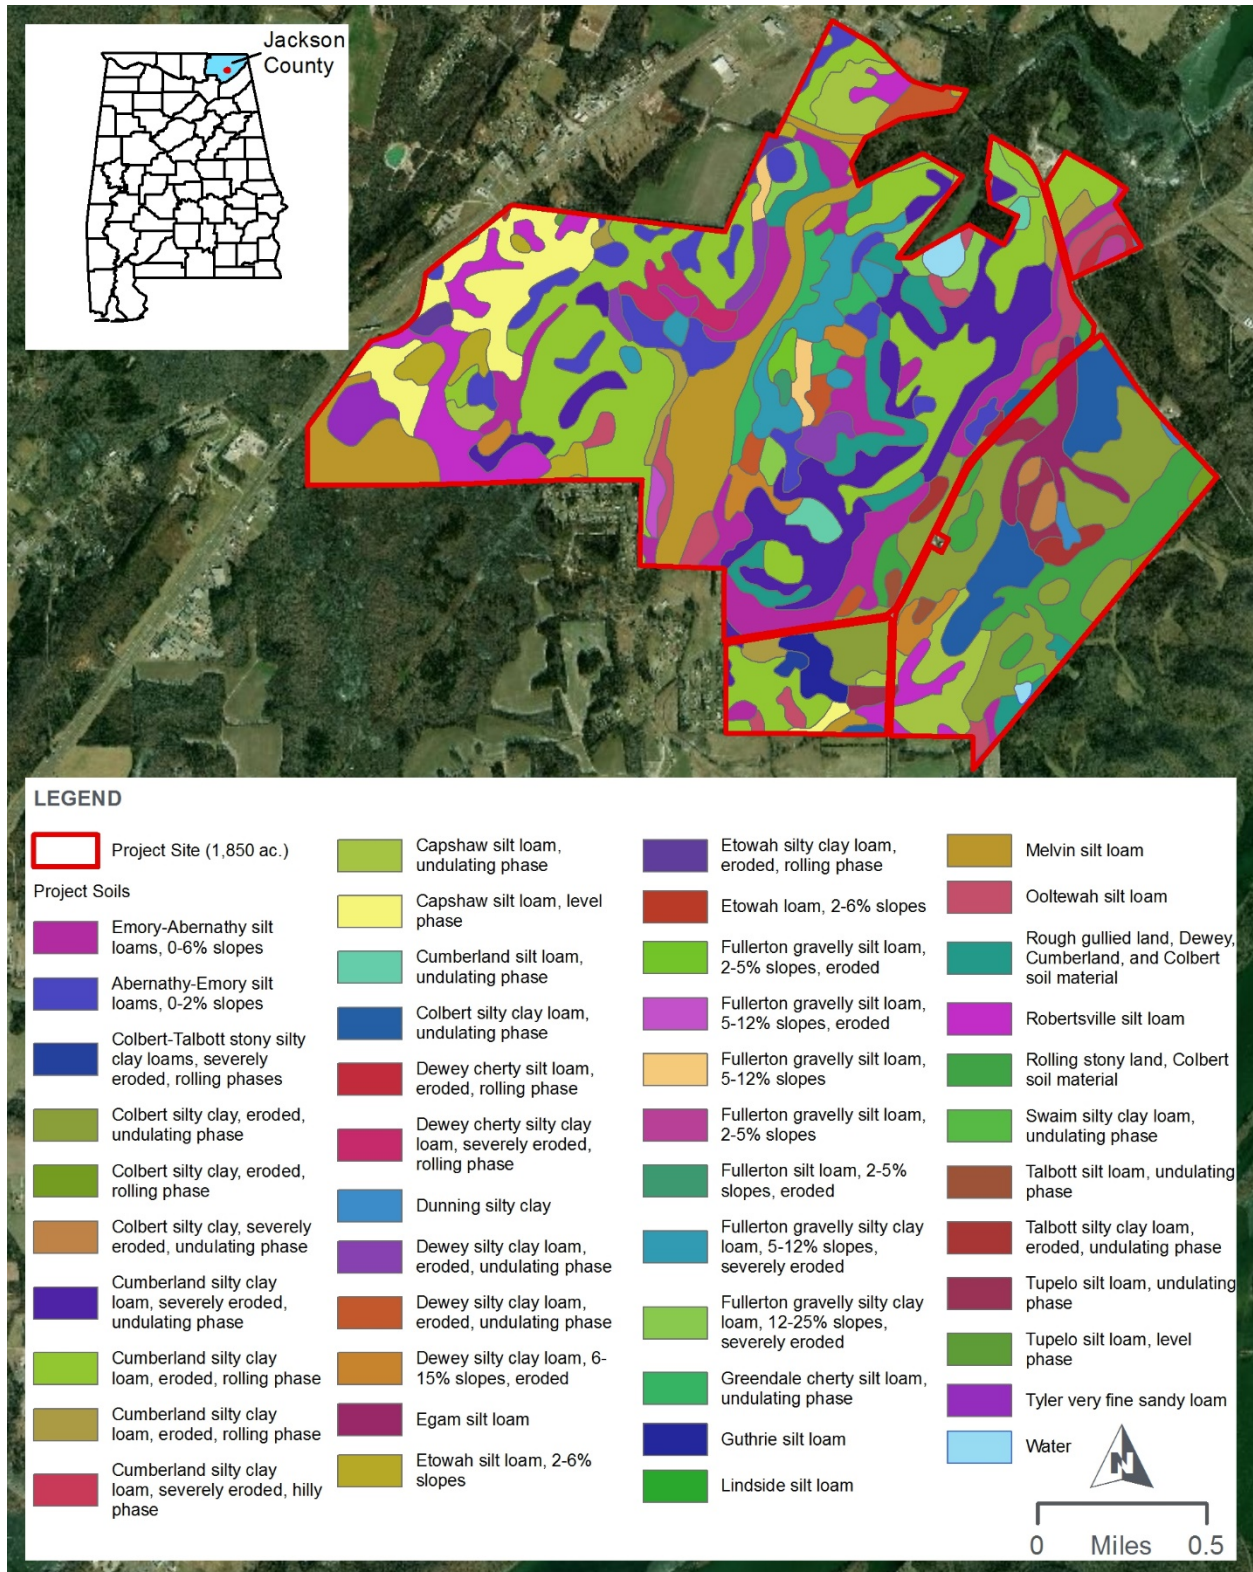 Jackson
County
LEGEND
Project Site (1,850 ac.)
Project Soils
Emory-Abernathy silt
loams, 0-6% slopes
Abernathy-Emory silt
loams, 0-2% slopes
Colbert-Talbott stony silty
clay loams, severely
eroded, rolling phases
Colbert silty clay, eroded,
undulating phase
Colbert silty clay, eroded,
rolling phase
Colbert silty clay, severely
eroded, undulating phase
Cumberland silty clay
loam, severely eroded,
undulating phase
Cumberland silty clay
loam, eroded, rolling phase
Cumberland silty clay
loam, eroded, rolling phase
Cumberland silty clay
loam, severely eroded, hilly
phase
Capshaw silt loam,
undulating phase
Capshaw silt loam, level
phase
Cumberland silt loam,
undulating phase
Colbert silty clay loam,
undulating phase
Dewey cherty silt loam,
eroded, rolling phase
Dewey cherty silty clay
loam, severely eroded,
rolling phase
Dunning silty clay
Dewey silty clay loam,
eroded, undulating phase
Dewey silty clay loam,
eroded, undulating phase
Dewey silty clay loam, 6-
15% slopes, eroded
Egam silt loam
Etowah silt loam, 2-6%
slopes
Etowah silty clay loam,
eroded, rolling phase
Etowah loam, 2-6% slopes
Fullerton gravelly silt loam,
2-5% slopes, eroded
Fullerton gravelly silt loam,
5-12% slopes, eroded
Fullerton gravelly silt loam,
5-12% slopes
Fullerton gravelly silt loam,
2-5% slopes
Fullerton silt loam, 2-5%
slopes, eroded
Fullerton gravelly silty clay
loam, 5-12% slopes,
severely eroded
Fullerton gravelly silty clay
loam, 12-25% slopes,
severely eroded
Greendale cherty silt loam,
undulating phase
Guthrie silt loam
Lindside silt loam
Melvin silt loam
Ooltewah silt loam
Rough gullied land, Dewey,
Cumberland, and Colbert
soil material
Robertsville silt loam
Rolling stony land, Colbert
soil material
Swaim silty clay loam,
undulating phase
Talbott silt loam, undulating
phase
Talbott silty clay loam,
eroded, undulating phase
Tupelo silt loam, undulating
phase
Tupelo silt loam, level
phase
Tyler very fine sandy loam
Water
N
0 Miles 0.5